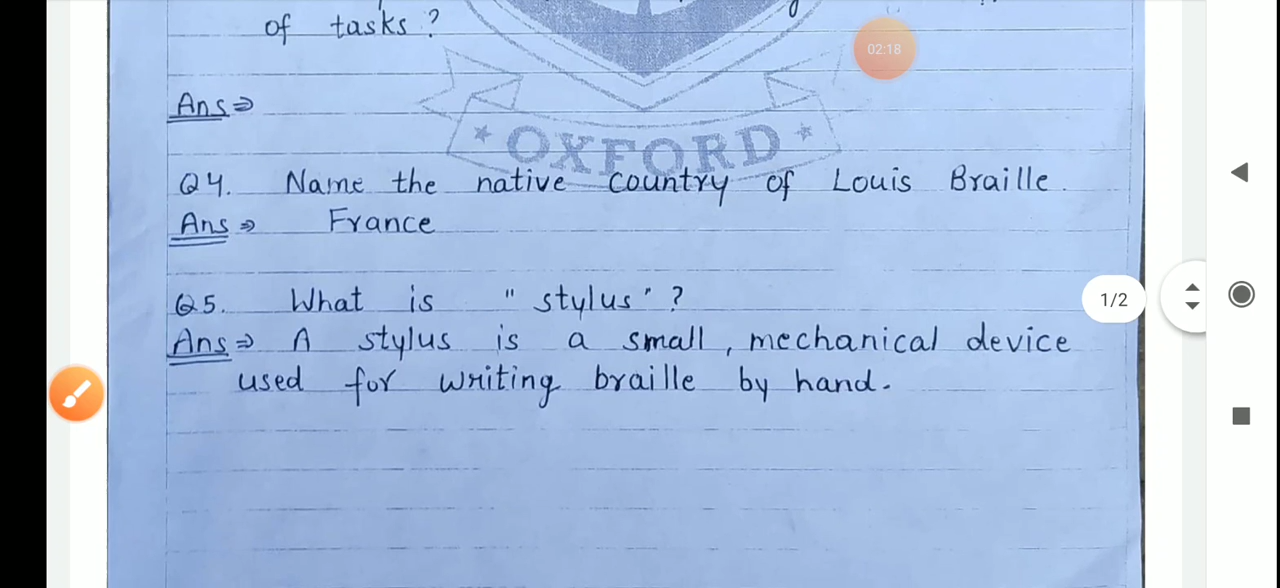 of tasks?
02:18
Ans ⇒
* OXFORD *
Q4. Name the native country of Louis Braille.
Ans ⇒ France
Q5. What is "stylus"?
1/2
Ans ⇒ A stylus is a small, mechanical device
used for writing braille by hand.